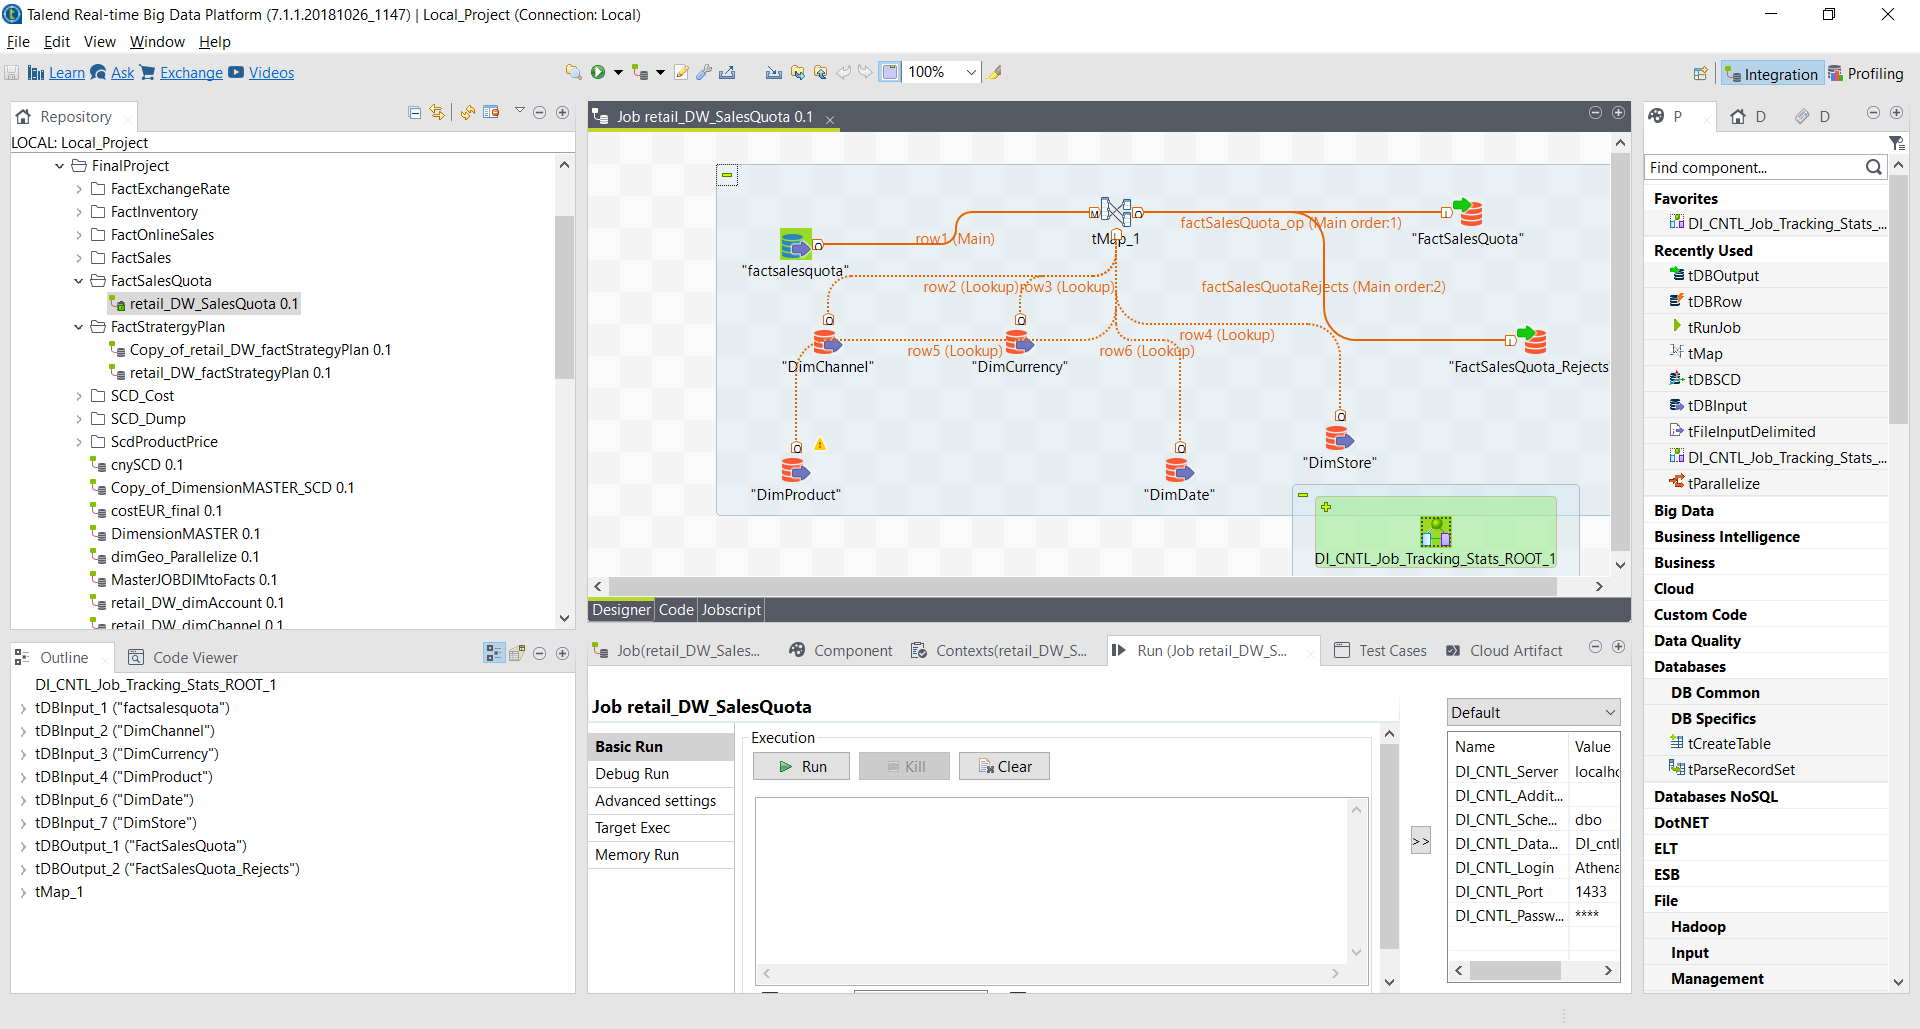 Talend Real-time Big Data Platform (7.1.1.20181026_1147) | Local_Project (Connection: Local)
File Edit View Window Help
Learn Ask Exchange Videos
100%
Integration Profiling
Repository
LOCAL: Local_Project
FinalProject
FactExchangeRate
FactInventory
FactOnlineSales
FactSales
FactSalesQuota
retail_DW_SalesQuota 0.1
FactStratergyPlan
Copy_of_retail_DW_factStrategyPlan 0.1
retail_DW_factStrategyPlan 0.1
SCD_Cost
SCD_Dump
ScdProductPrice
cnySCD 0.1
Copy_of_DimensionMASTER_SCD 0.1
costEUR_final 0.1
DimensionMASTER 0.1
dimGeo_Parallelize 0.1
MasterJOBDIMtoFacts 0.1
retail_DW_dimAccount 0.1
retail_DW_dimChannel 0.1
Outline Code Viewer
DI_CNTL_Job_Tracking_Stats_ROOT_1
tDBInput_1 ("factsalesquota")
tDBInput_2 ("DimChannel")
tDBInput_3 ("DimCurrency")
tDBInput_4 ("DimProduct")
tDBInput_6 ("DimDate")
tDBInput_7 ("DimStore")
tDBOutput_1 ("FactSalesQuota")
tDBOutput_2 ("FactSalesQuota_Rejects")
tMap_1
Job retail_DW_SalesQuota 0.1
row1 (Main)
tMap_1
factSalesQuota_op (Main order:1)
"FactSalesQuota"
"factsalesquota"
row2 (Lookup)
row3 (Lookup)
factSalesQuotaRejects (Main order:2)
row5 (Lookup)
row6 (Lookup)
row4 (Lookup)
"DimChannel"
"DimCurrency"
"FactSalesQuota_Rejects"
"DimStore"
"DimProduct"
"DimDate"
DI_CNTL_Job_Tracking_Stats_ROOT_1
Designer Code Jobscript
Job(retail_DW_Sales... Component Contexts(retail_DW_S... Run (Job retail_DW_S... Test Cases Cloud Artifact
Job retail_DW_SalesQuota
Basic Run
Debug Run
Advanced settings
Target Exec
Memory Run
Execution
Run Kill Clear
>>
Default
Name Value
DI_CNTL_Server localhc
DI_CNTL_Addit...
DI_CNTL_Sche... dbo
DI_CNTL_Data... DI_cntl
DI_CNTL_Login Athena
DI_CNTL_Port 1433
DI_CNTL_Passw... ****
P D D
Find component...
Favorites
DI_CNTL_Job_Tracking_Stats_...
Recently Used
tDBOutput
tDBRow
tRunJob
tMap
tDBSCD
tDBInput
tFileInputDelimited
DI_CNTL_Job_Tracking_Stats_...
tParallelize
Big Data
Business Intelligence
Business
Cloud
Custom Code
Data Quality
Databases
DB Common
DB Specifics
tCreateTable
tParseRecordSet
Databases NoSQL
DotNET
ELT
ESB
File
Hadoop
Input
Management